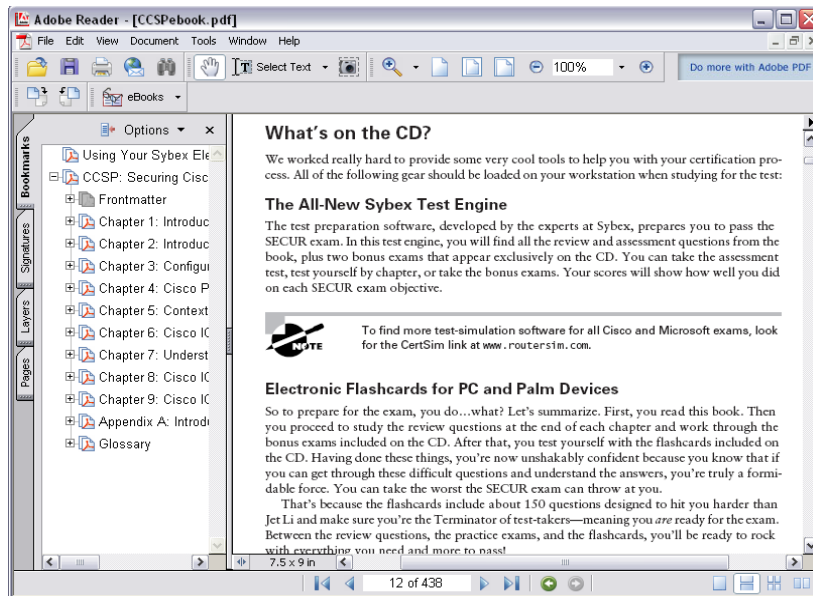 Adobe Reader - [CCSPebook.pdf]
File Edit View Document Tools Window Help
Select Text 100% Do more with Adobe PDF
eBooks
Options
Bookmarks
Signatures
Layers
Pages
Using Your Sybex Ele
CCSP: Securing Cisc
Frontmatter
Chapter 1: Introduc
Chapter 2: Introduc
Chapter 3: Configur
Chapter 4: Cisco P
Chapter 5: Context
Chapter 6: Cisco IO
Chapter 7: Underst
Chapter 8: Cisco IO
Chapter 9: Cisco IO
Appendix A: Introdu
Glossary
What's on the CD?
We worked really hard to provide some very cool tools to help you with your certification pro-
cess. All of the following gear should be loaded on your workstation when studying for the test:
The All-New Sybex Test Engine
The test preparation software, developed by the experts at Sybex, prepares you to pass the
SECUR exam. In this test engine, you will find all the review and assessment questions from the
book, plus two bonus exams that appear exclusively on the CD. You can take the assessment
test, test yourself by chapter, or take the bonus exams. Your scores will show how well you did
on each SECUR exam objective.
NOTE
To find more test-simulation software for all Cisco and Microsoft exams, look
for the CertSim link at www.routersim.com.
Electronic Flashcards for PC and Palm Devices
So to prepare for the exam, you do…what? Let's summarize. First, you read this book. Then
you proceed to study the review questions at the end of each chapter and work through the
bonus exams included on the CD. After that, you test yourself with the flashcards included on
the CD. Having done these things, you're now unshakably confident because you know that if
you can get through these difficult questions and understand the answers, you're truly a formi-
dable force. You can take the worst the SECUR exam can throw at you.
That's because the flashcards include about 150 questions designed to hit you harder than
Jet Li and make sure you're the Terminator of test-takers—meaning you are ready for the exam.
Between the review questions, the practice exams, and the flashcards, you'll be ready to rock
with everything you need and more to pass!
7.5 x 9 in
12 of 438